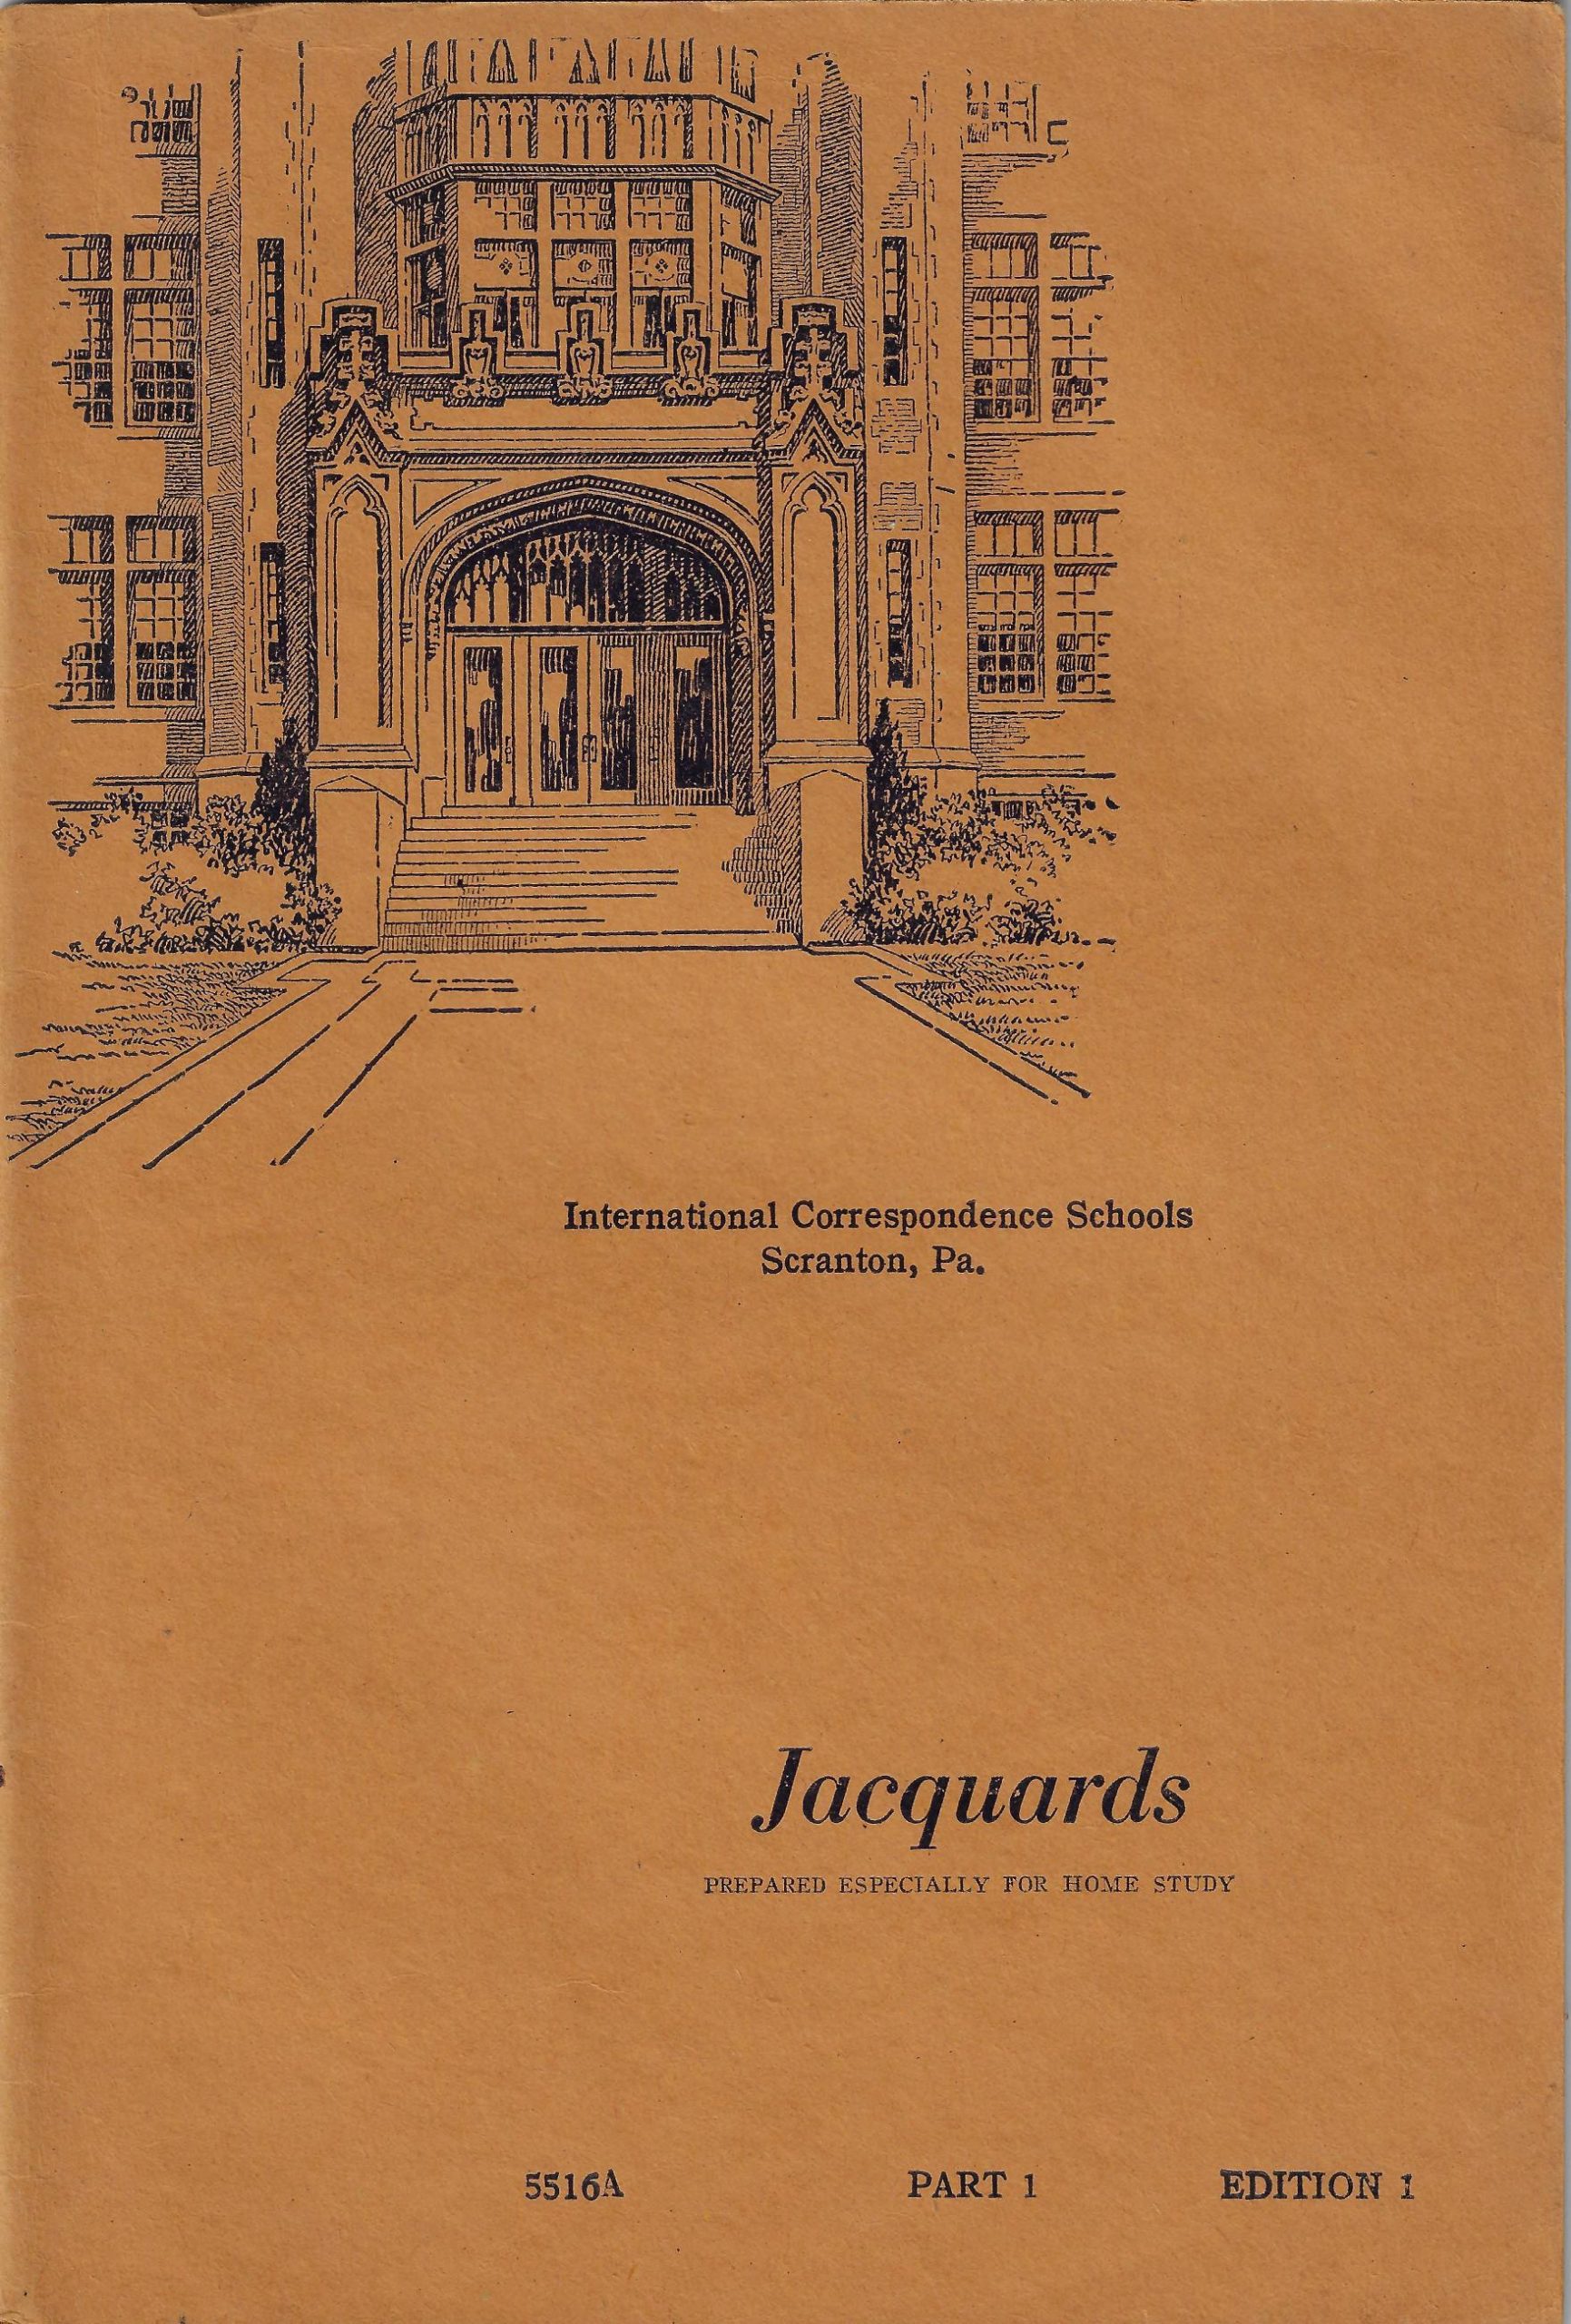 International Correspondence Schools
Scranton, Pa.
Jacquards
PREPARED ESPECIALLY FOR HOME STUDY
5516A PART 1 EDITION 1